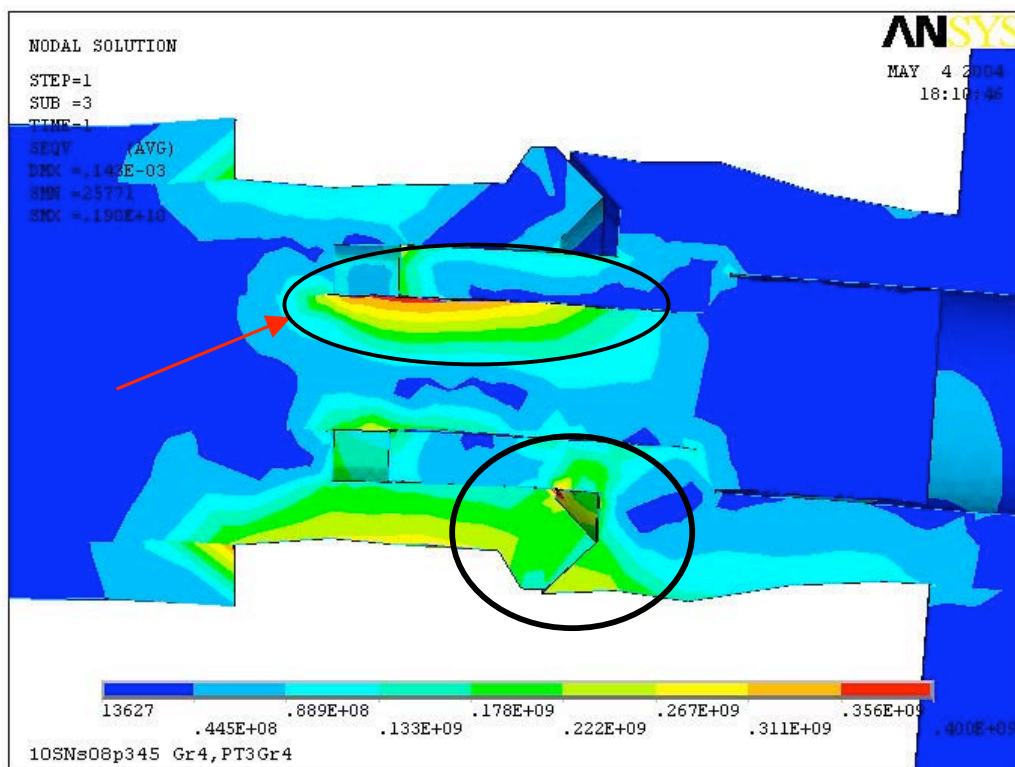 ANSYS
NODAL SOLUTION
MAY 4 2004
18:10:46
STEP=1
SUB =3
TIME=1
SEQV (AVG)
DMX =.143E-03
SMN =25771
SMX =.190E+10
13627 .889E+08 .178E+09 .267E+09 .356E+09
.445E+08 .133E+09 .222E+09 .311E+09 .400E+09
10SNs08p345 Gr4,PT3Gr4